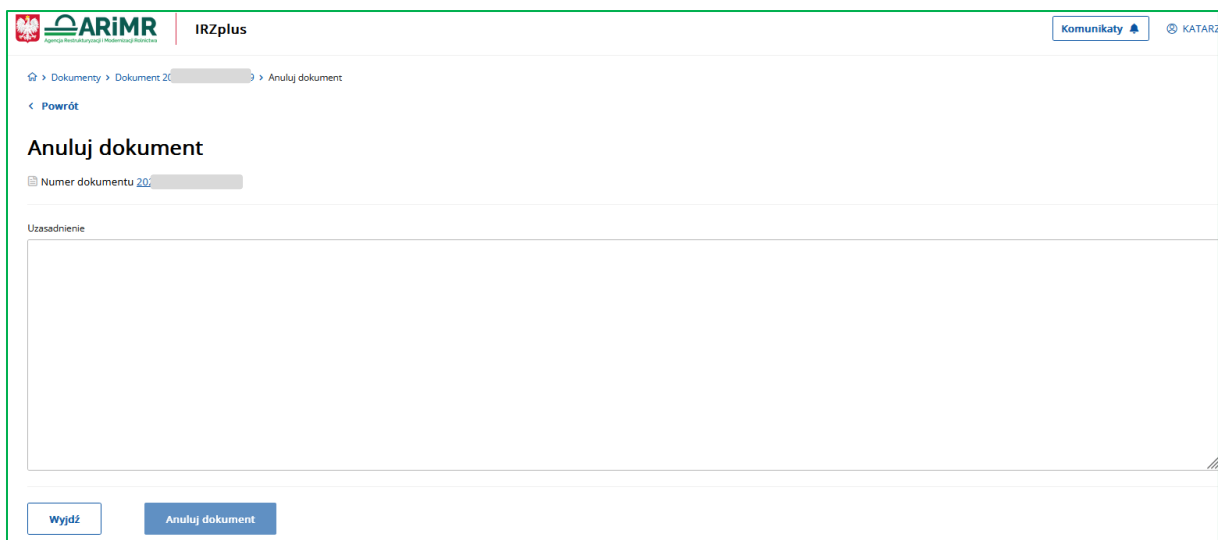 ARiMR
Agencja Restrukturyzacji i Modernizacji Rolnictwa
IRZplus
Komunikaty
KATARZ
Dokumenty > Dokument 20 9 > Anuluj dokument
< Powrót
Anuluj dokument
Numer dokumentu 202
Uzasadnienie
Wyjdź
Anuluj dokument